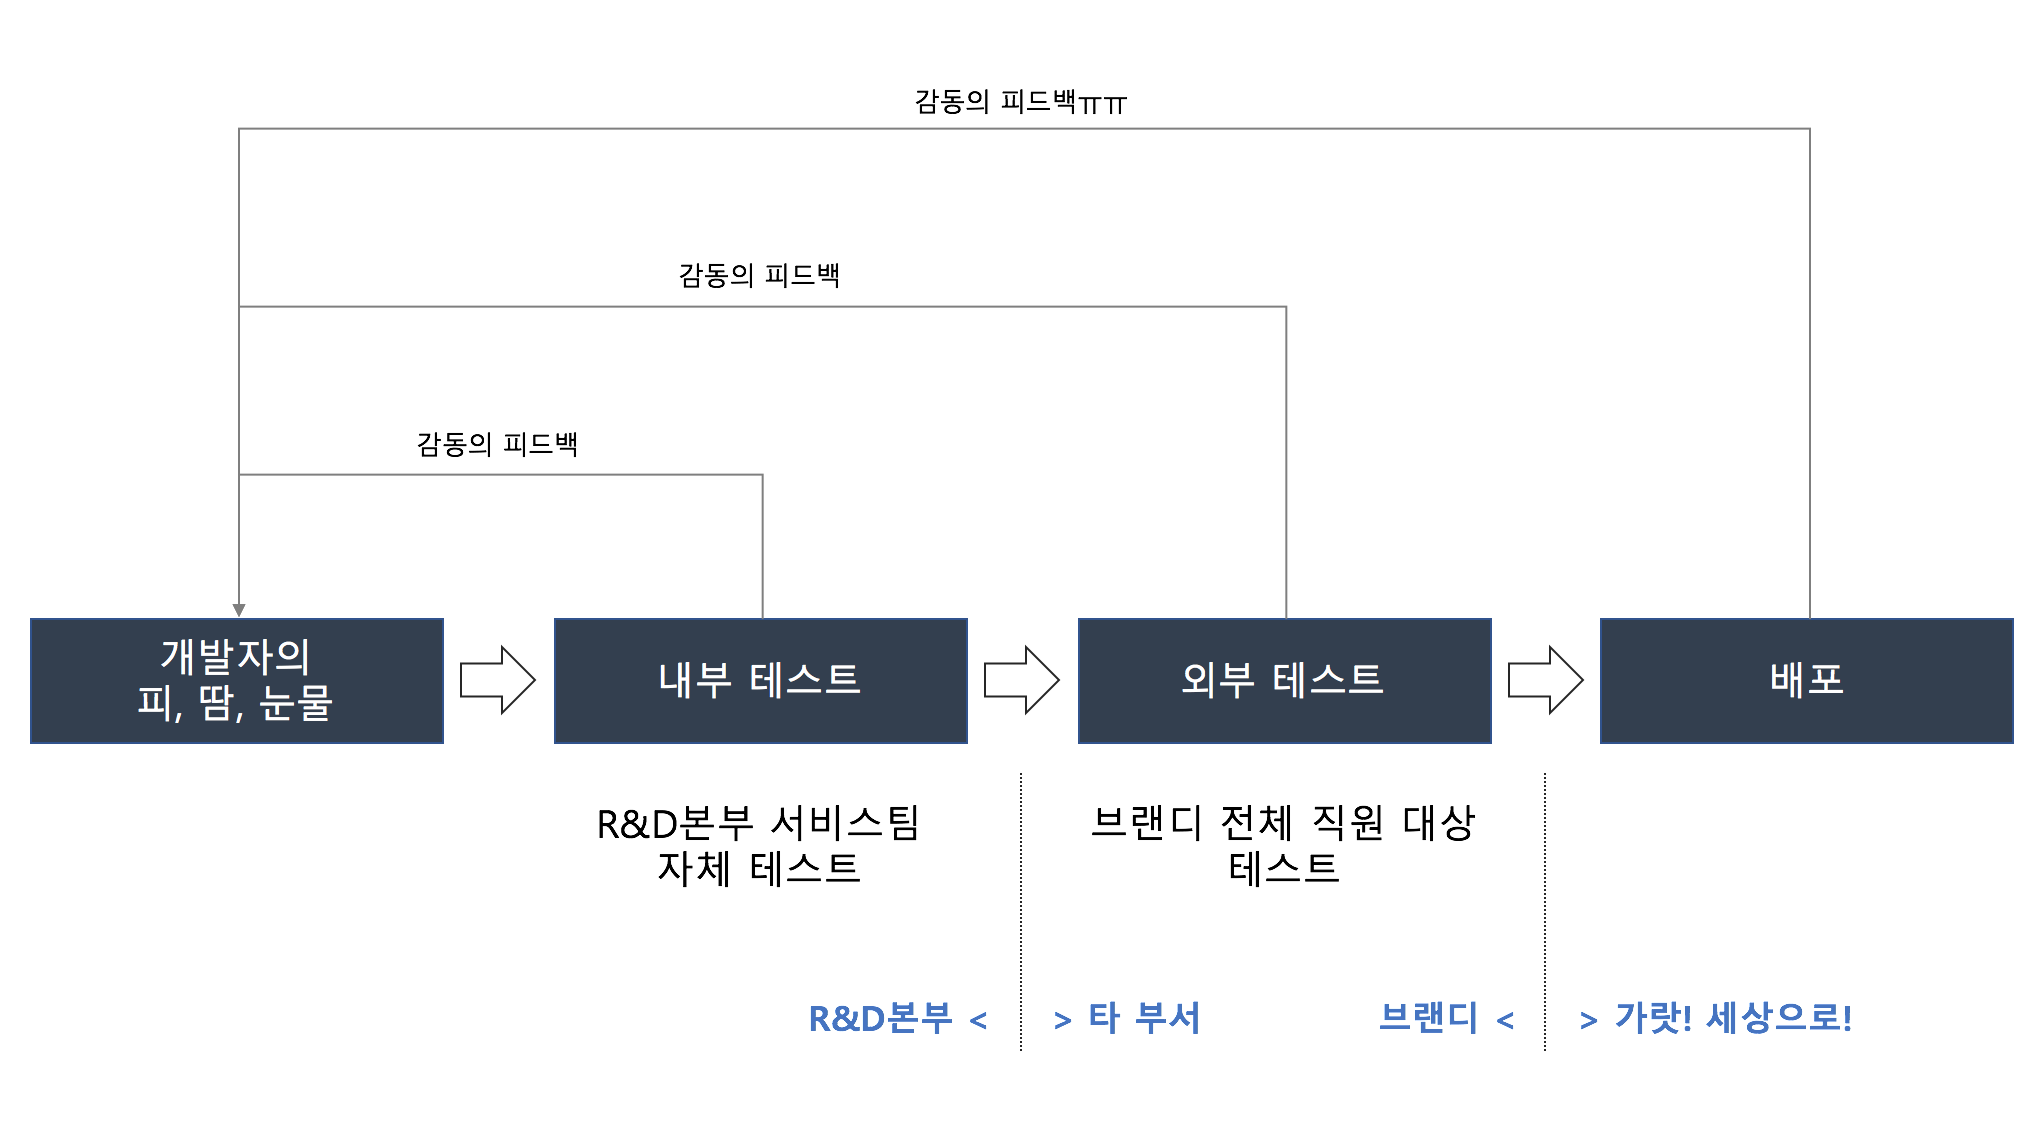 감동의 피드백ㅠㅠ
감동의 피드백
감동의 피드백
개발자의
피, 땀, 눈물
내부 테스트
외부 테스트
배포
R&D본부 서비스팀
자체 테스트
브랜디 전체 직원 대상
테스트
R&D본부 <
> 타 부서
브랜디 <
> 가랏! 세상으로!